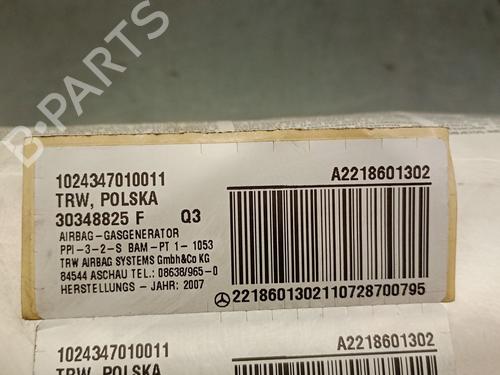 B-PARTS
1024347010011
A2218601302
TRW, POLSKA
30348825 F Q3
AIRBAG-GASGENERATOR
PPI-3-2-S BAM-PT 1-1053
TRW AIRBAG SYSTEMS GmbH&Co KG
84544 ASCHAU TEL.: 08638/965-0
HERSTELLUNGS - JAHR: 2007
2218601302110728700795
1024347010011
A2218601302
TRW, POLSKA